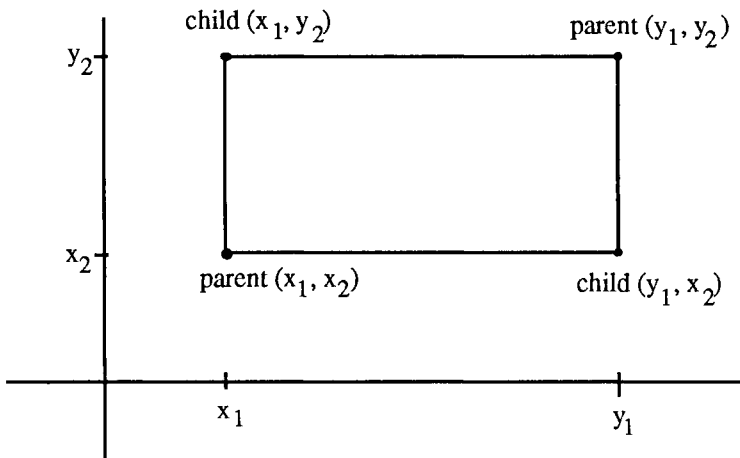 child (x₁, y₂)
parent (y₁, y₂)
y₂
x₂
parent (x₁, x₂)
child (y₁, x₂)
x₁
y₁